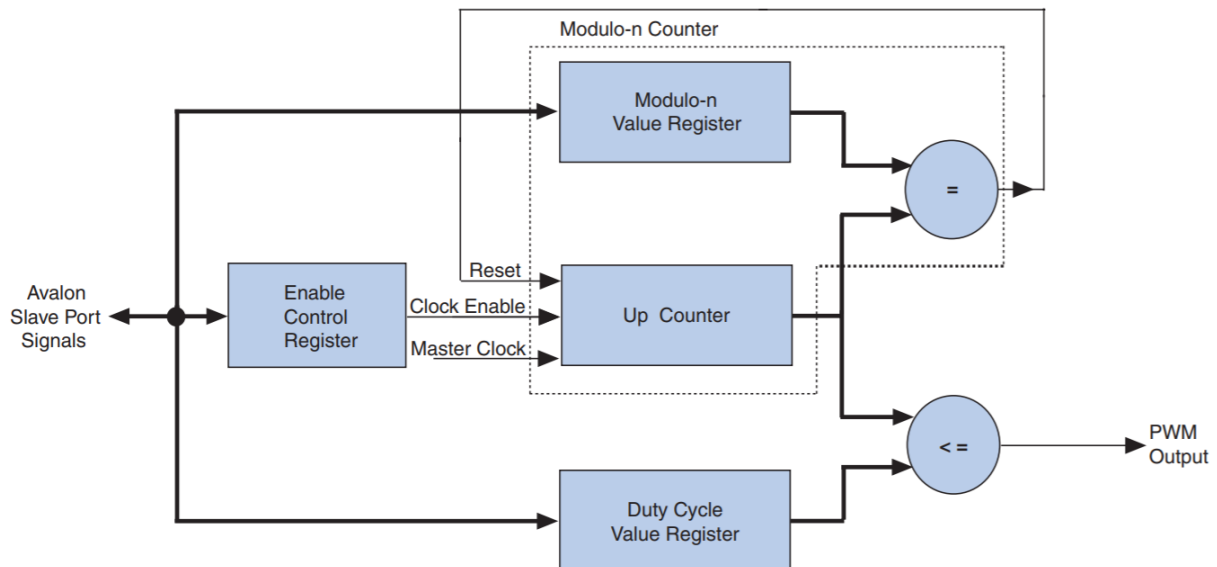 Modulo-n Counter
Modulo-n
Value Register
=
Reset
Avalon
Slave Port
Signals
Enable
Control
Register
Clock Enable
Master Clock
Up Counter
< =
PWM
Output
Duty Cycle
Value Register